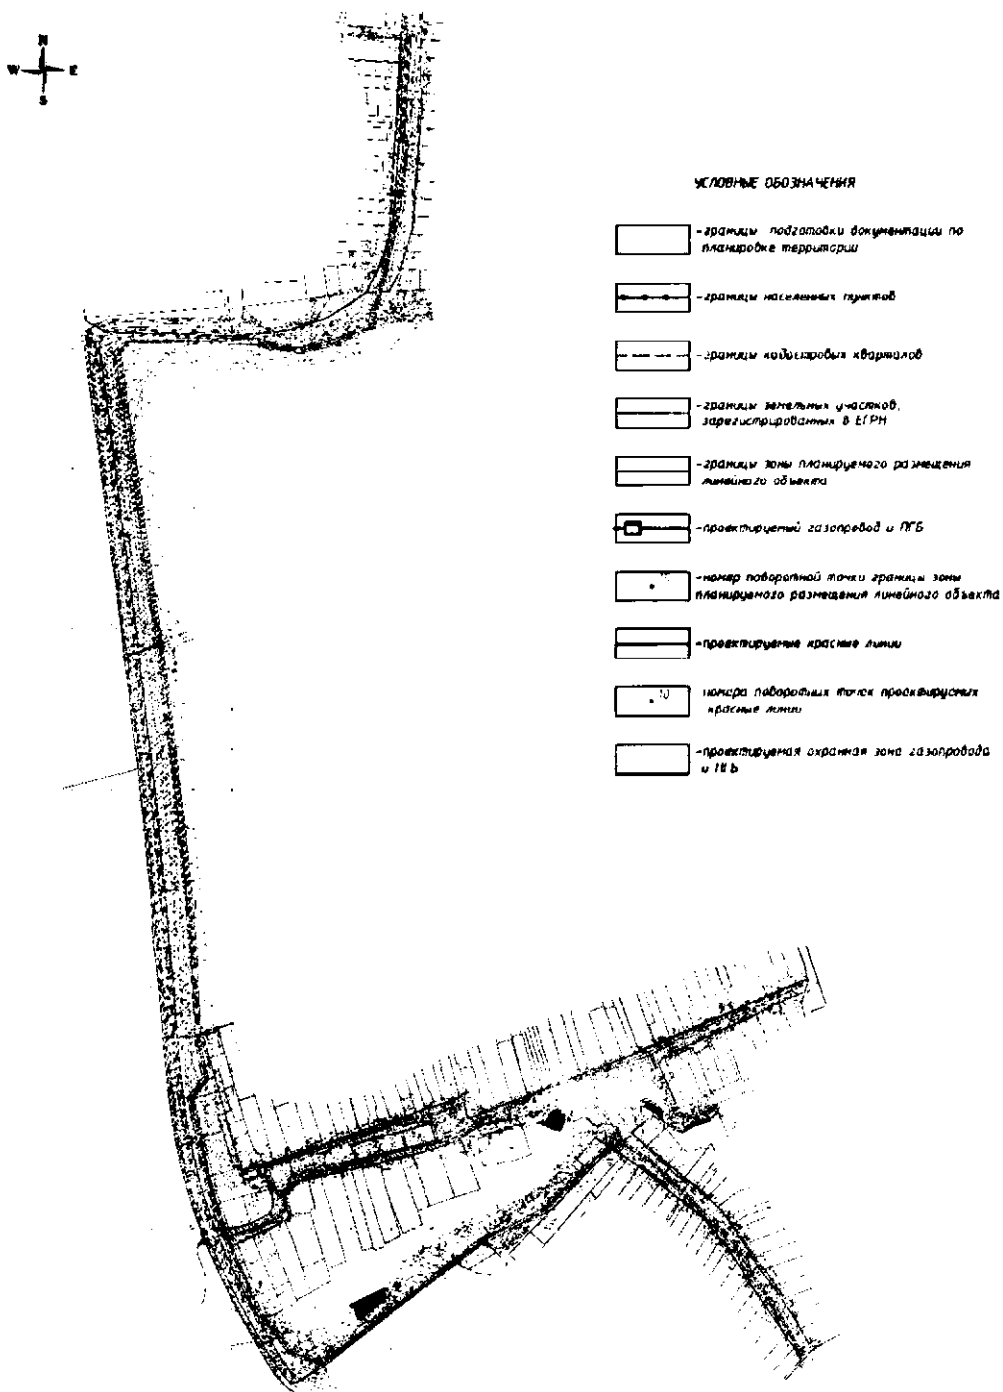 N
W E
S
УСЛОВНЫЕ ОБОЗНАЧЕНИЯ
-границы подготовки документации по
планировке территории
-границы населенных пунктов
-границы кадастровых кварталов
-границы земельных участков,
зарегистрированных в ЕГРН
-границы зоны планируемого размещения
линейного объекта
-проектируемый газопровод и ПГБ
-номер поворотной точки границы зоны
планируемого размещения линейного объекта
-проектируемые красные линии
10
номера поворотных точек проектируемых
красные линии
-проектируемая охранная зона газопровода
и ПГБ